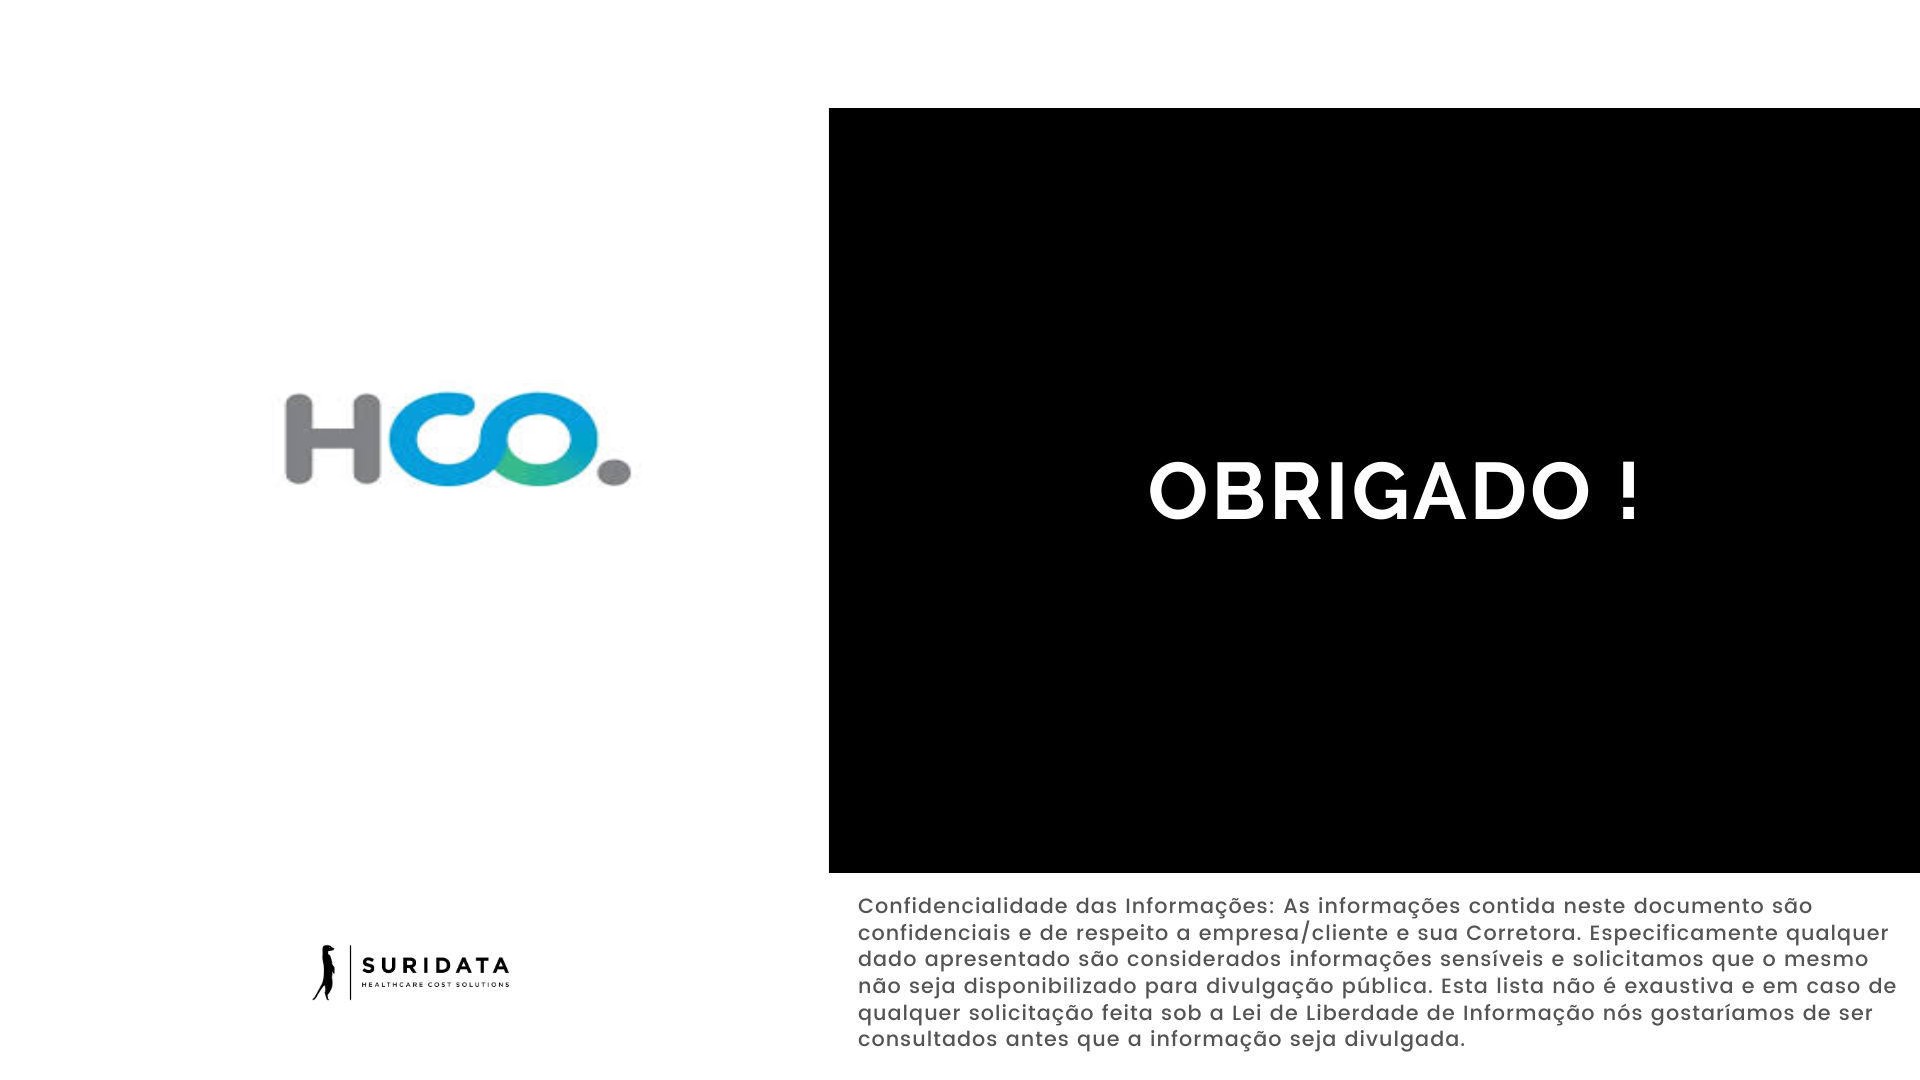 HCO.
OBRIGADO !
SURIDATA
HEALTHCARE COST SOLUTIONS
Confidencialidade das Informações: As informações contida neste documento são
confidenciais e de respeito a empresa/cliente e sua Corretora. Especificamente qualquer
dado apresentado são considerados informações sensíveis e solicitamos que o mesmo
não seja disponibilizado para divulgação pública. Esta lista não é exaustiva e em caso de
qualquer solicitação feita sob a Lei de Liberdade de Informação nós gostaríamos de ser
consultados antes que a informação seja divulgada.